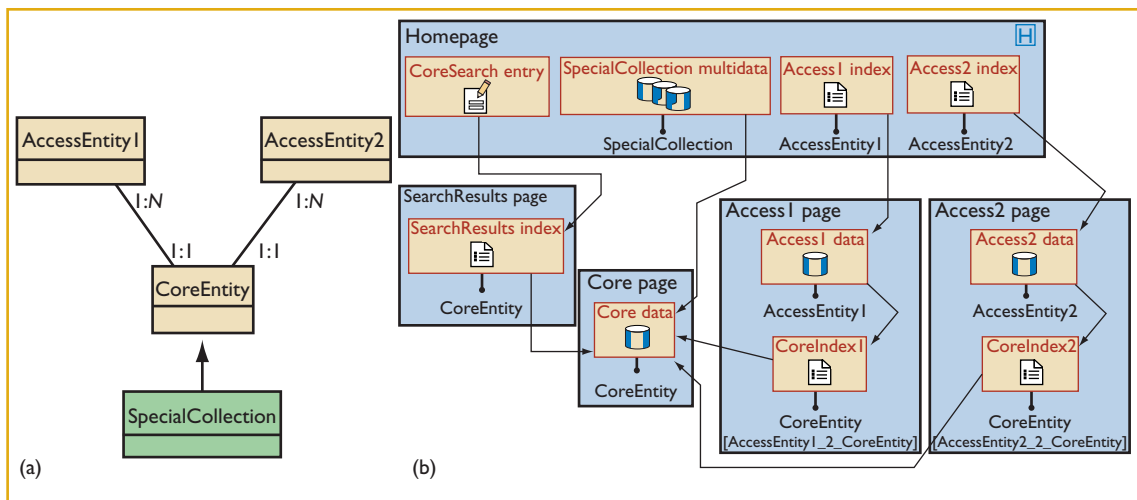 AccessEntity1
AccessEntity2
1:N
1:N
1:1
1:1
CoreEntity
SpecialCollection
(a)
Homepage
H
CoreSearch entry
SpecialCollection multidata
Access1 index
Access2 index
SpecialCollection
AccessEntity1
AccessEntity2
SearchResults page
SearchResults index
CoreEntity
Core page
Core data
CoreEntity
Access1 page
Access1 data
AccessEntity1
CoreIndex1
CoreEntity
[AccessEntity1_2_CoreEntity]
Access2 page
Access2 data
AccessEntity2
CoreIndex2
CoreEntity
[AccessEntity2_2_CoreEntity]
(b)